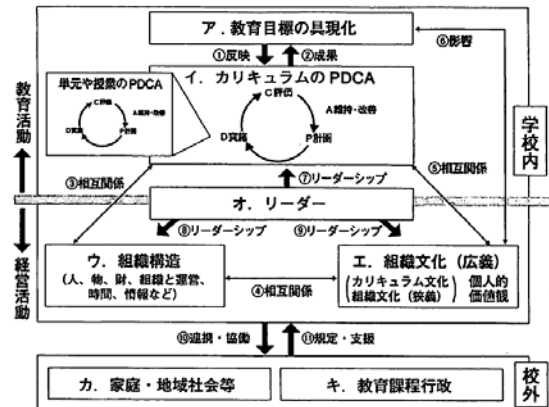 ア．教育目標の具現化
①反映
②成果
⑥影響
イ．カリキュラムのPDCA
単元や授業のPDCA
C評価
A維持・改善
P計画
D実施
C評価
A維持・改善
P計画
D実施
教育活動
経営活動
学校内
③相互関係
⑦リーダーシップ
⑤相互関係
オ．リーダー
⑧リーダーシップ
⑨リーダーシップ
ウ．組織構造
（人、物、財、組織と運営、
時間、情報など）
④相互関係
エ．組織文化（広義）
カリキュラム文化 個人的
組織文化（狭義） 価値観
⑩連携・協働
⑪規定・支援
カ．家庭・地域社会等
キ．教育課程行政
校外